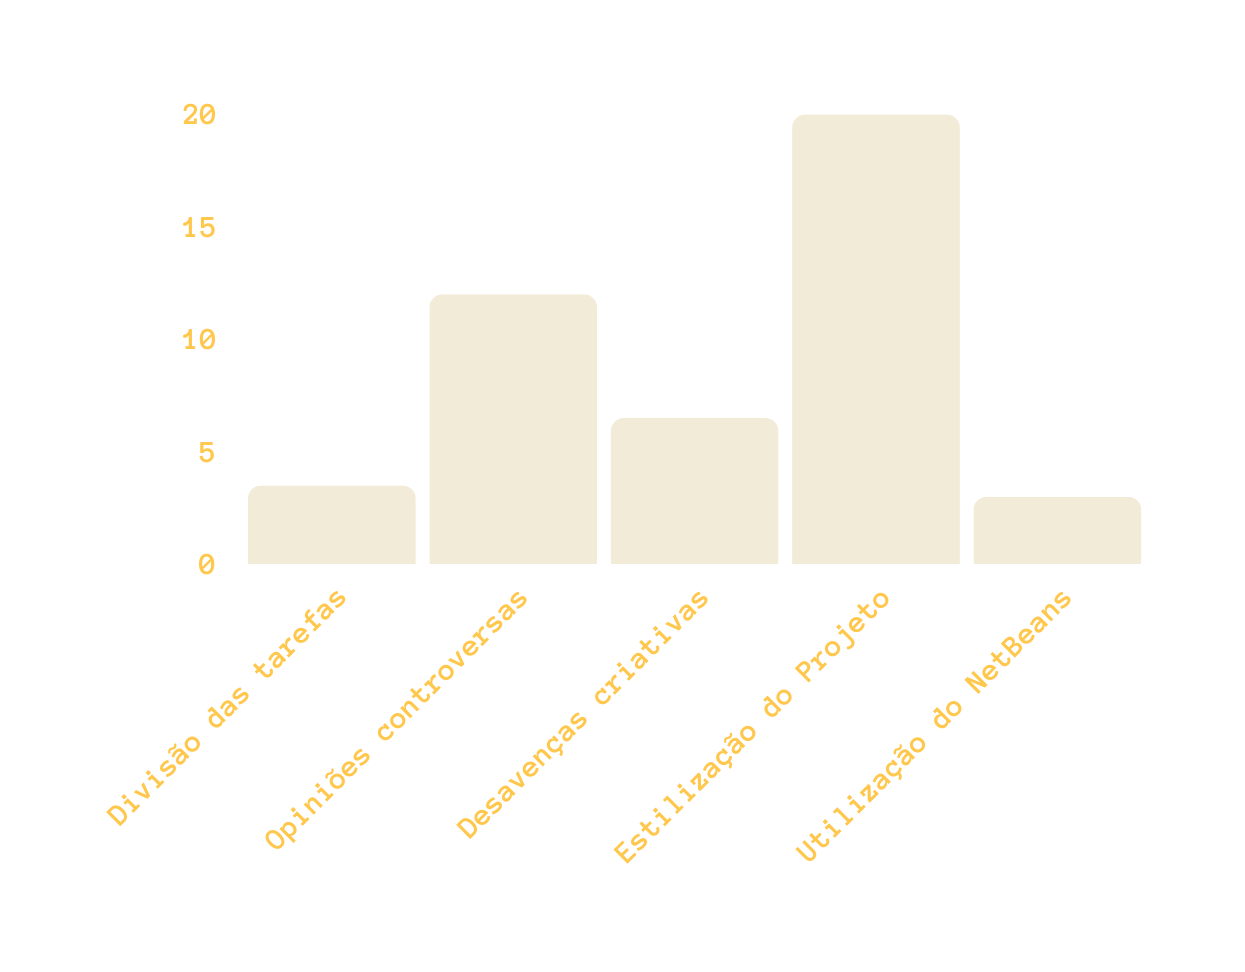 20
15
10
5
0
Divisão das tarefas
Opiniões controversas
Desavenças criativas
Estilização do Projeto
Utilização do NetBeans